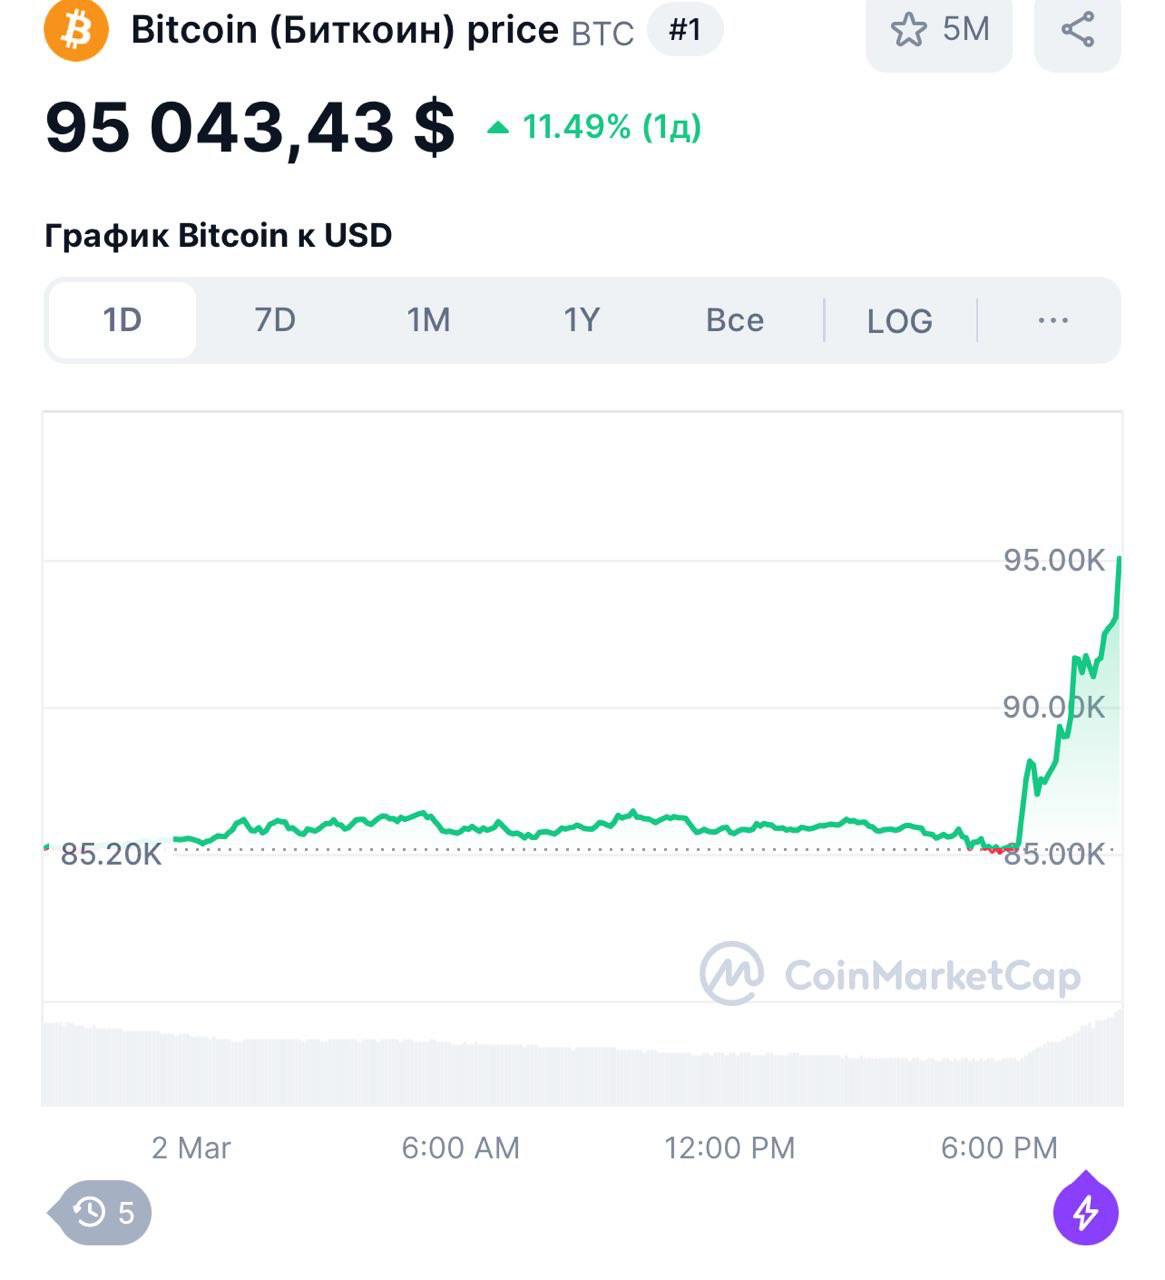 Bitcoin (Биткоин) price BTC #1 5M
95 043,43 $ 11.49% (1д)
График Bitcoin к USD
1D 7D 1M 1Y Все LOG ...
95.00K
90.00K
85.20K 85.00K
CoinMarketCap
2 Mar 6:00 AM 12:00 PM 6:00 PM
5